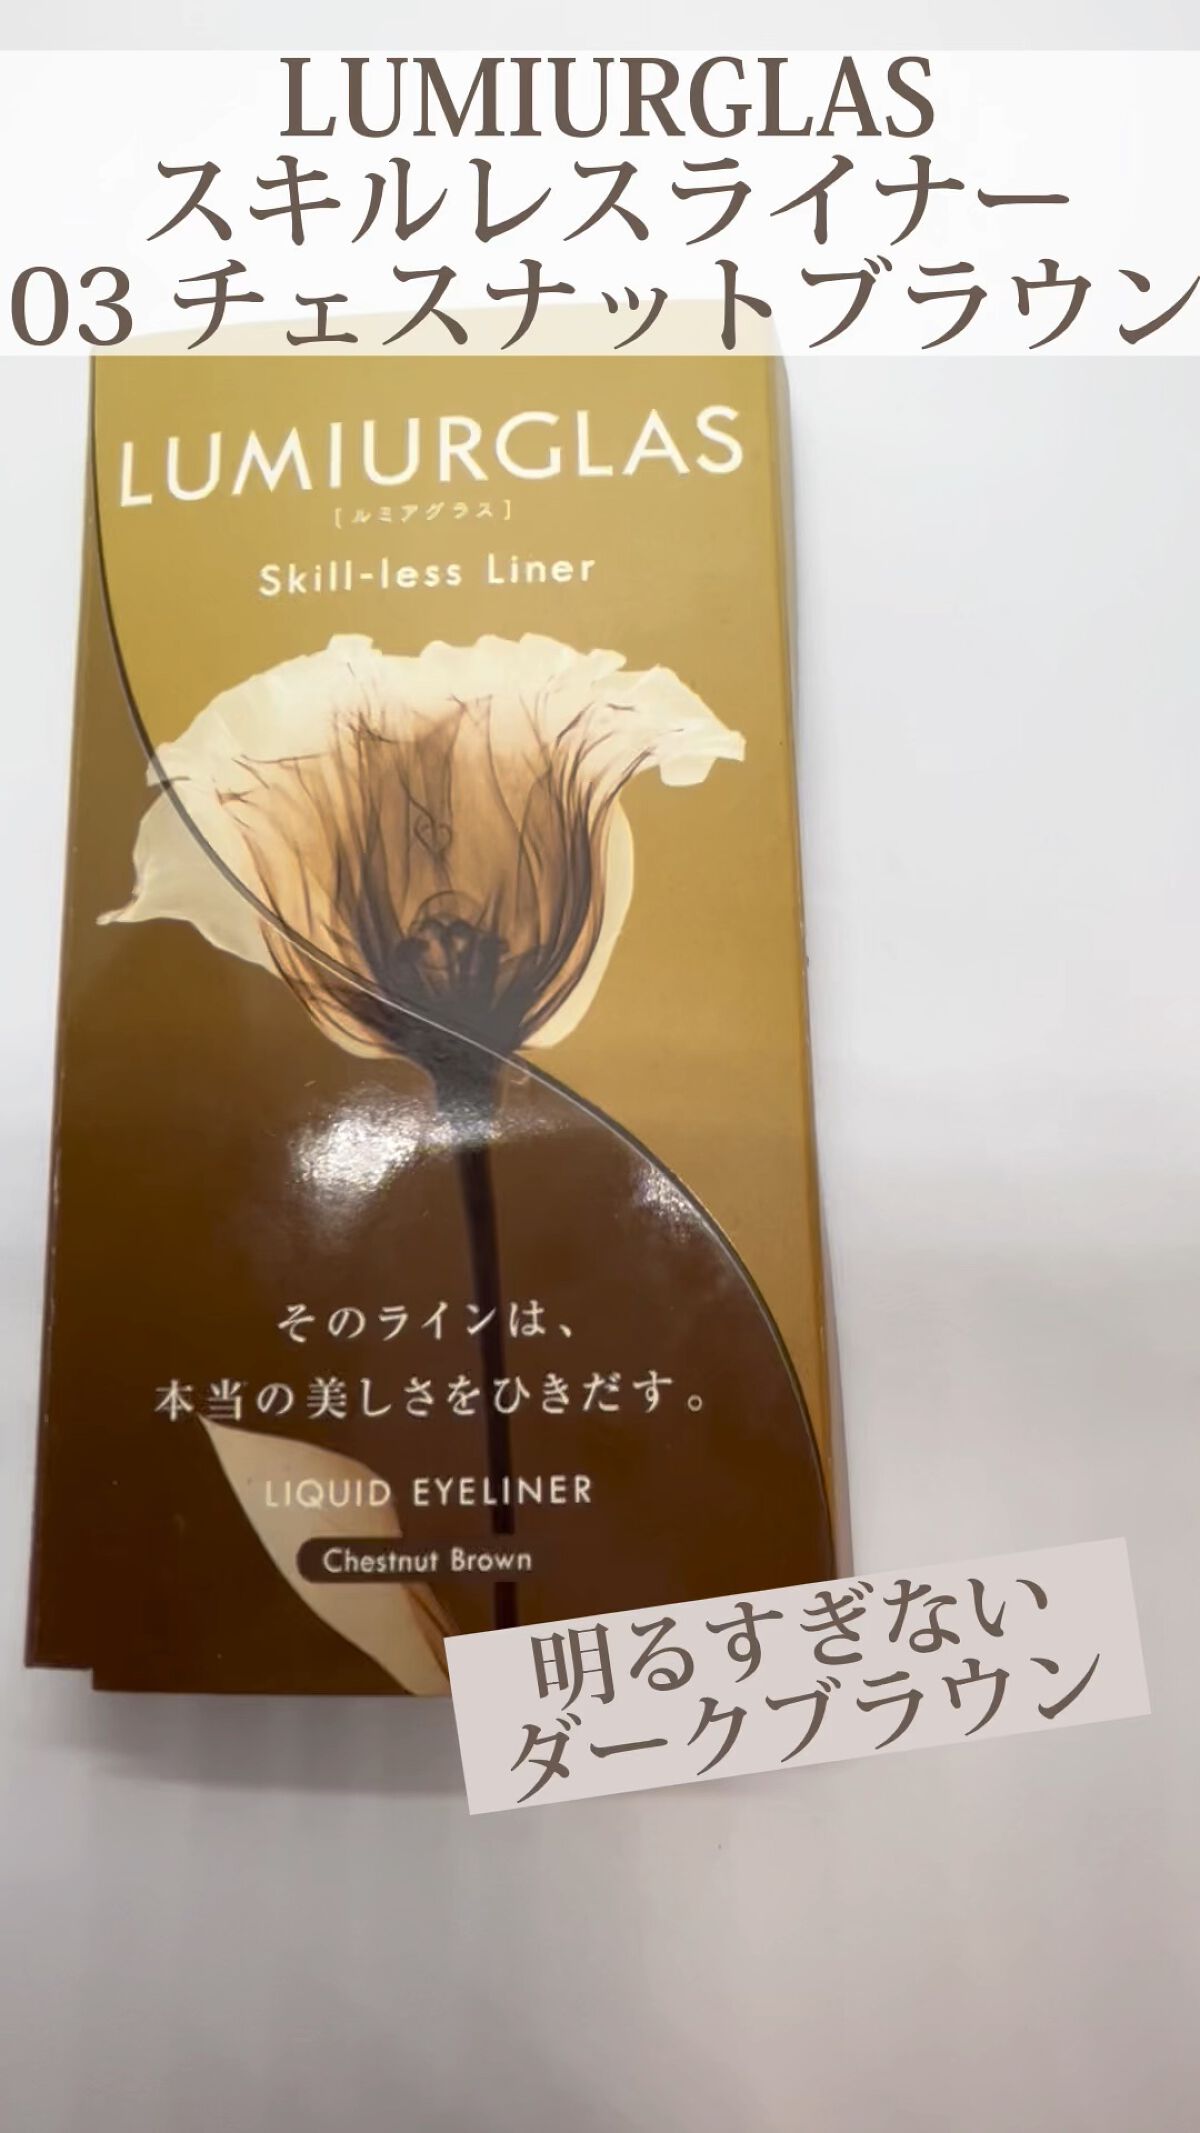 LUMIURGLAS
スキルレスライナー
03 チェスナットブラウン
LUMIURGLAS
[ルミアグラス]
Skill-less Liner
そのラインは、
本当の美しさをひきだす。
LIQUID EYELINER
Chestnut Brown
明るすぎない
ダークブラウン